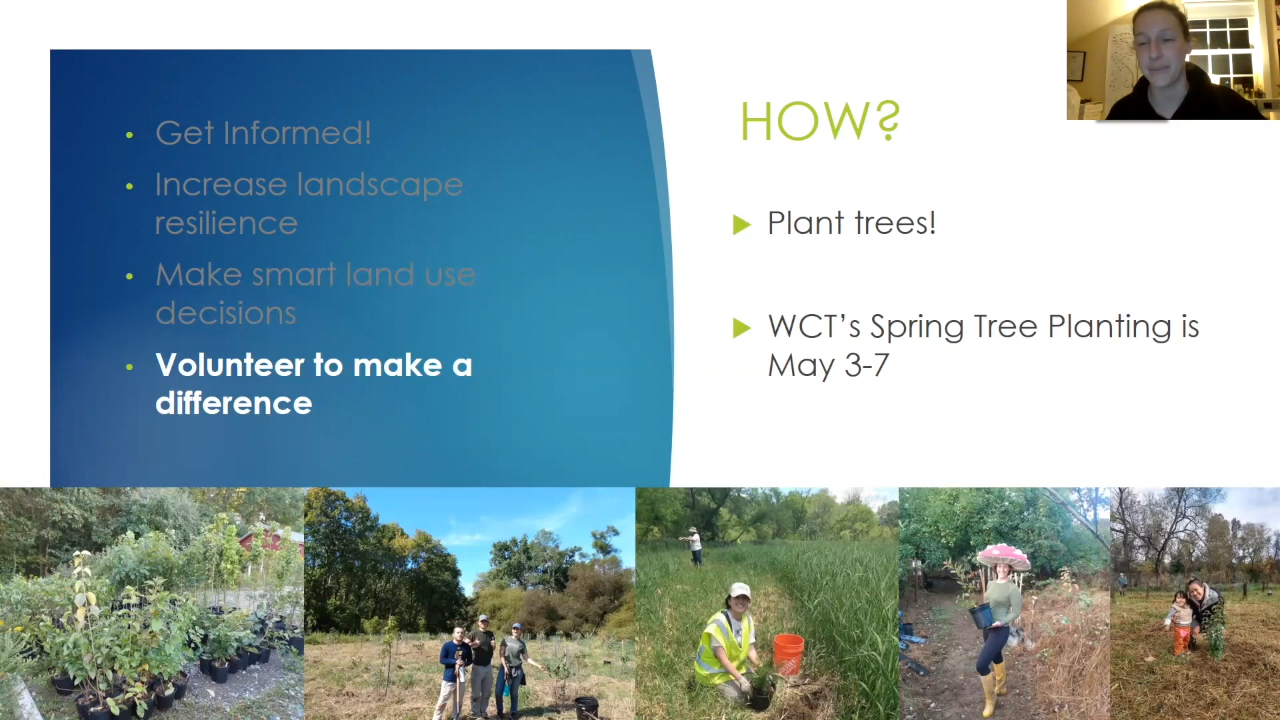 Get Informed!
Increase landscape
resilience
Make smart land use
decisions
Volunteer to make a
difference
HOW?
Plant trees!
WCT's Spring Tree Planting is
May 3-7